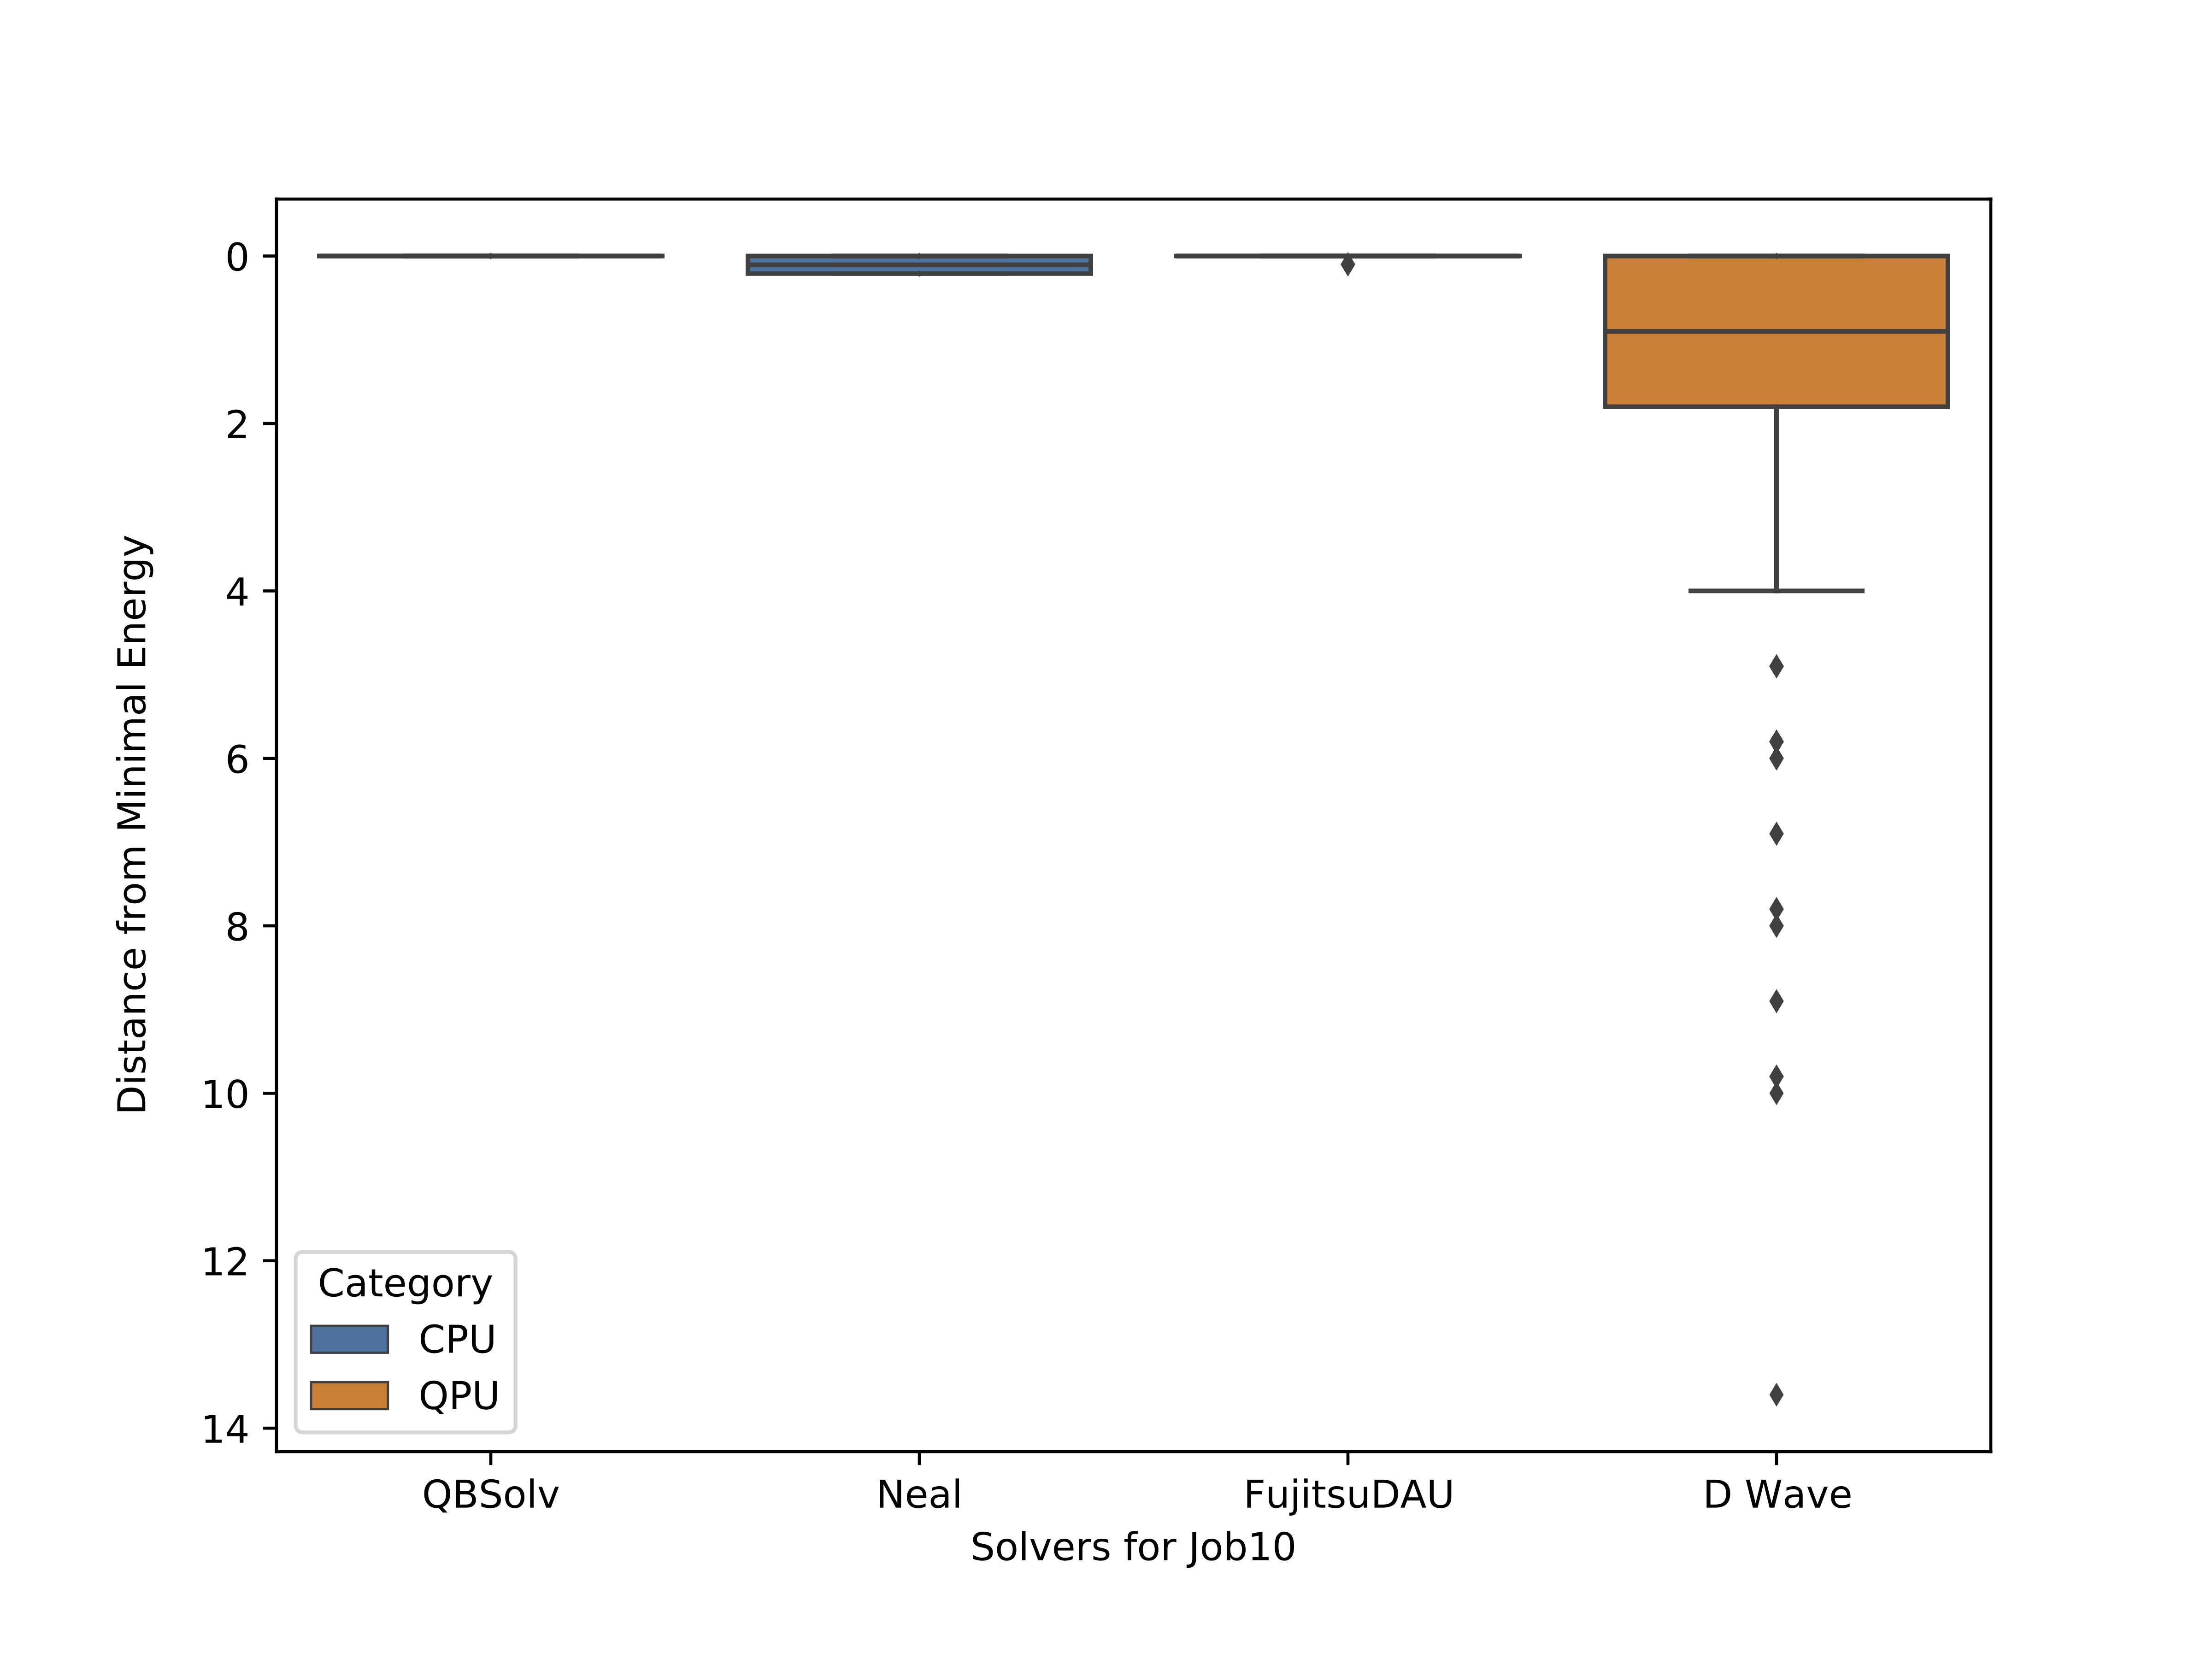 0
2
4
6
8
10
12
14
Distance from Minimal Energy
Category
CPU
QPU
QBSolv Neal FujitsuDAU D Wave
Solvers for Job10